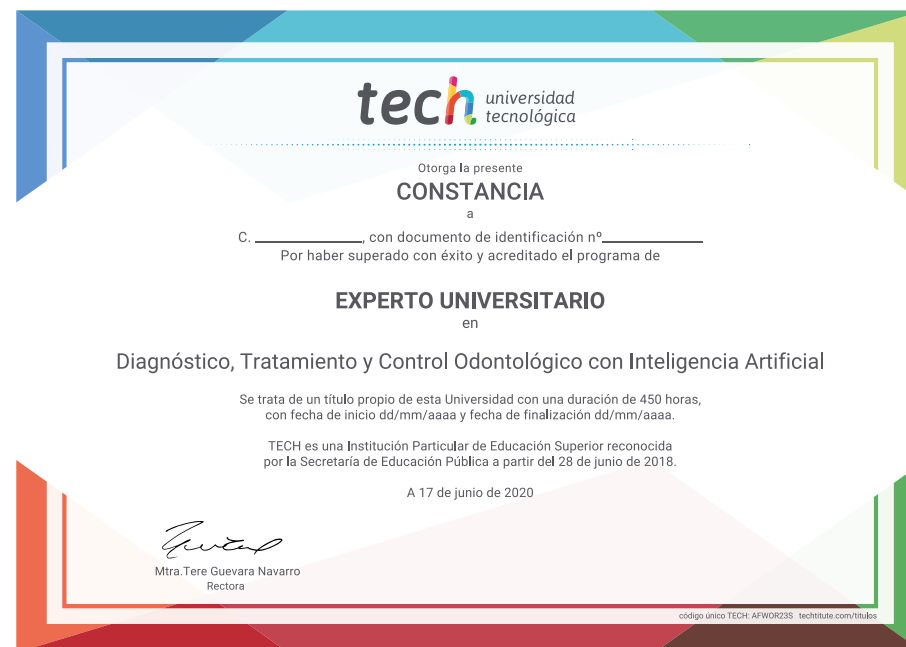 tech universidad
tecnológica
Otorga la presente
CONSTANCIA
a
C. ____________, con documento de identificación nº____________
Por haber superado con éxito y acreditado el programa de
EXPERTO UNIVERSITARIO
en
Diagnóstico, Tratamiento y Control Odontológico con Inteligencia Artificial
Se trata de un título propio de esta Universidad con una duración de 450 horas,
con fecha de inicio dd/mm/aaaa y fecha de finalización dd/mm/aaaa.
TECH es una Institución Particular de Educación Superior reconocida
por la Secretaría de Educación Pública a partir del 28 de junio de 2018.
A 17 de junio de 2020
Mtra.Tere Guevara Navarro
Rectora
código único TECH: AFWOR23S techtitute.com/titulos